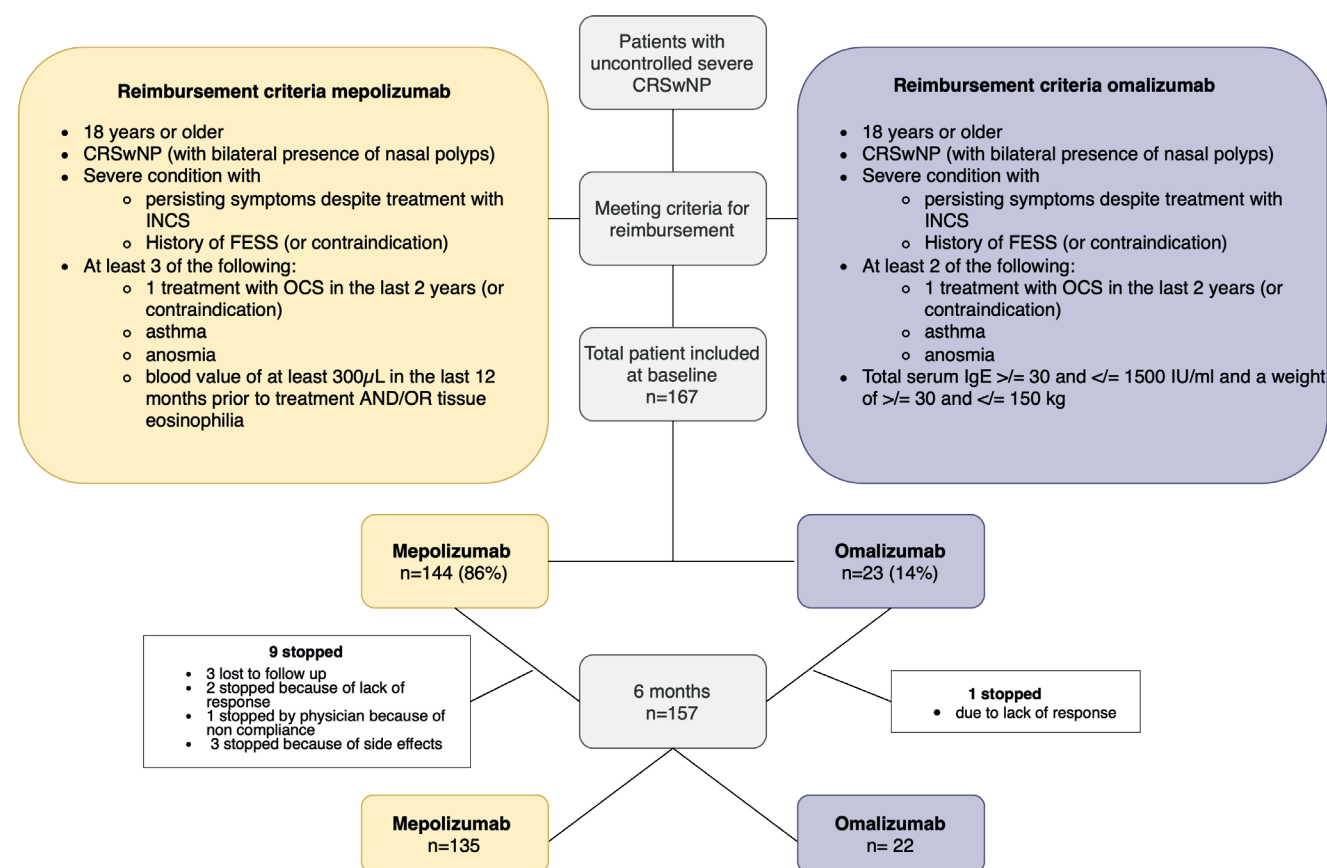 Patients with
uncontrolled severe
CRSwNP
Reimbursement criteria mepolizumab
• 18 years or older
• CRSwNP (with bilateral presence of nasal polyps)
• Severe condition with
o persisting symptoms despite treatment with
INCS
o History of FESS (or contraindication)
• At least 3 of the following:
o 1 treatment with OCS in the last 2 years (or
contraindication)
o asthma
o anosmia
o blood value of at least 300µL in the last 12
months prior to treatment AND/OR tissue
eosinophilia
Meeting criteria for
reimbursement
Reimbursement criteria omalizumab
• 18 years or older
• CRSwNP (with bilateral presence of nasal polyps)
• Severe condition with
o persisting symptoms despite treatment with
INCS
o History of FESS (or contraindication)
• At least 2 of the following:
o 1 treatment with OCS in the last 2 years (or
contraindication)
o asthma
o anosmia
• Total serum IgE >/= 30 and </= 1500 IU/ml and a weight
of >/= 30 and </= 150 kg
Total patient included
at baseline
n=167
Mepolizumab
n=144 (86%)
Omalizumab
n=23 (14%)
9 stopped
• 3 lost to follow up
• 2 stopped because of lack of
response
• 1 stopped by physician because of
non compliance
• 3 stopped because of side effects
6 months
n=157
1 stopped
• due to lack of response
Mepolizumab
n=135
Omalizumab
n= 22